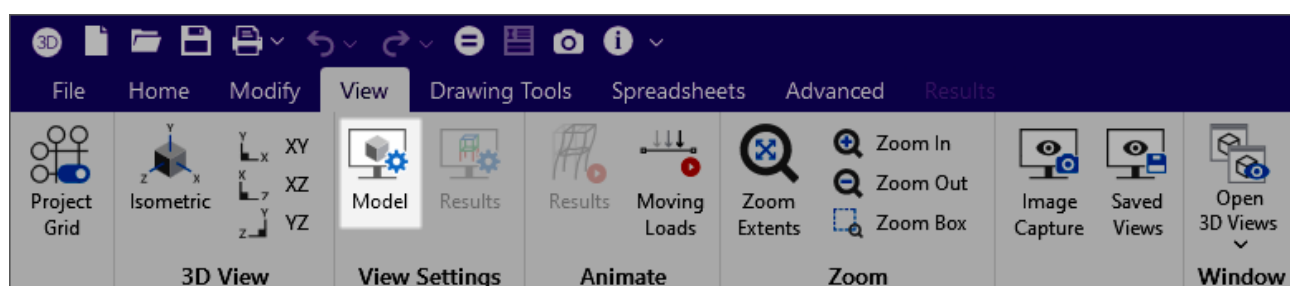 3D
File Home Modify View Drawing Tools Spreadsheets Advanced Results
Project
Grid
Y
Z X
Isometric
Y
X XY
X
Z XZ
Y
Z YZ
3D View
Model
Results
View Settings
Results
Moving
Loads
Animate
Zoom
Extents
Zoom In
Zoom Out
Zoom Box
Zoom
Image
Capture
Saved
Views
Open
3D Views
Window